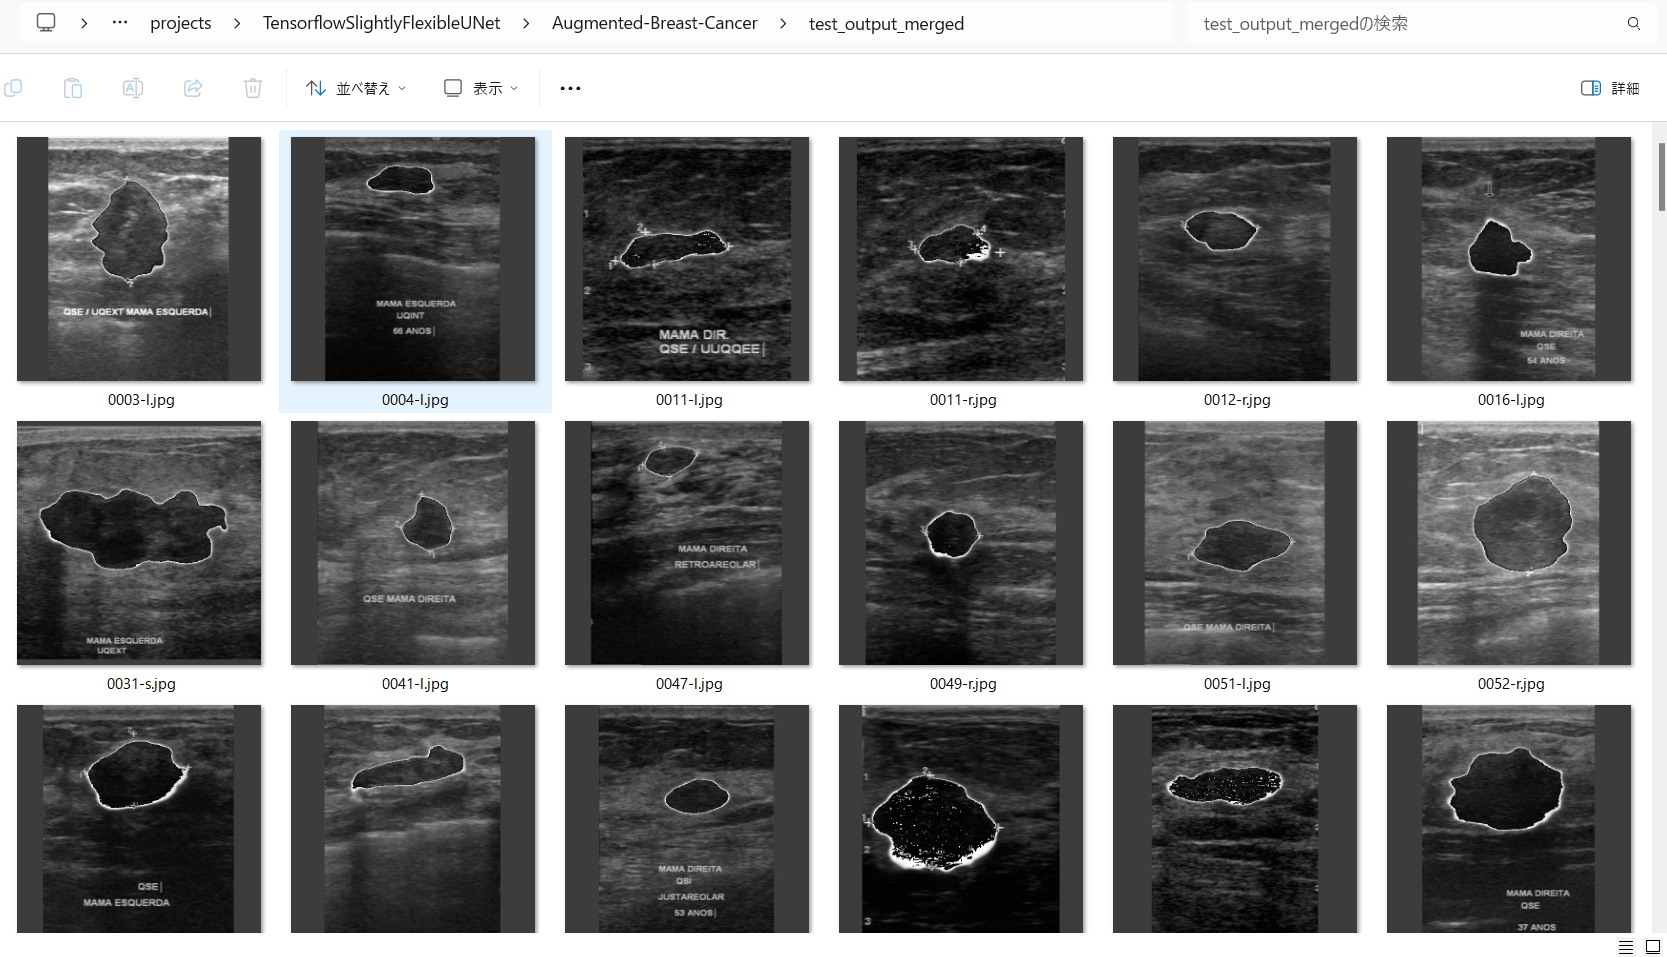 projects > TensorflowSlightlyFlexibleUNet > Augmented-Breast-Cancer > test_output_merged
test_output_mergedの検索
並べ替え
表示
詳細
QSE / UQEXT MAMA ESQUERDA
MAMA ESQUERDA
UQINT
66 ANOS
MAMA DIR.
QSE / UUQQEE
MAMA DIREITA
QSE
54 ANOS
0003-l.jpg
0004-l.jpg
0011-l.jpg
0011-r.jpg
0012-r.jpg
0016-l.jpg
MAMA ESQUERDA
UQEXT
QSE MAMA DIREITA
MAMA DIREITA
RETROAREOLAR
QSE MAMA DIREITA
0031-s.jpg
0041-l.jpg
0047-l.jpg
0049-r.jpg
0051-l.jpg
0052-r.jpg
QSE
MAMA ESQUERDA
MAMA DIREITA
QSI
JUSTAREOLAR
53 ANOS
MAMA DIREITA
QSE
37 ANOS